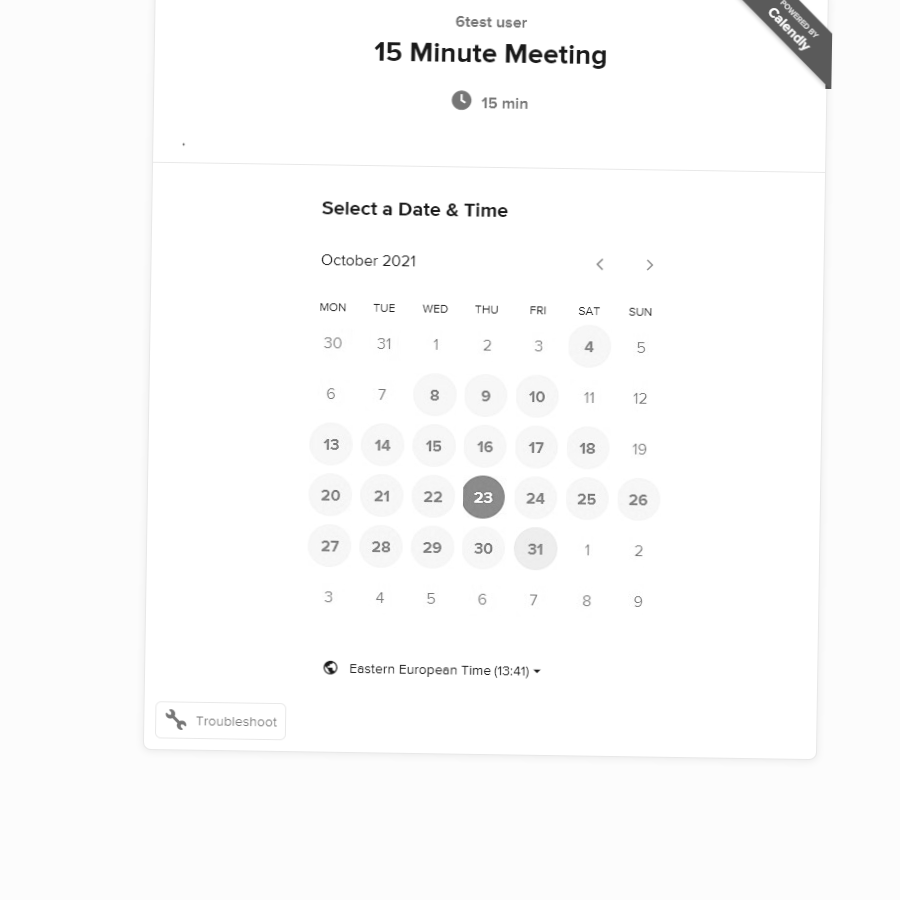 6test user
15 Minute Meeting
15 min
POWERED BY
Calendly
Select a Date & Time
October 2021
MON TUE WED THU FRI SAT SUN
30 31 1 2 3 4 5
6 7 8 9 10 11 12
13 14 15 16 17 18 19
20 21 22 23 24 25 26
27 28 29 30 31 1 2
3 4 5 6 7 8 9
Eastern European Time (13:41)
Troubleshoot